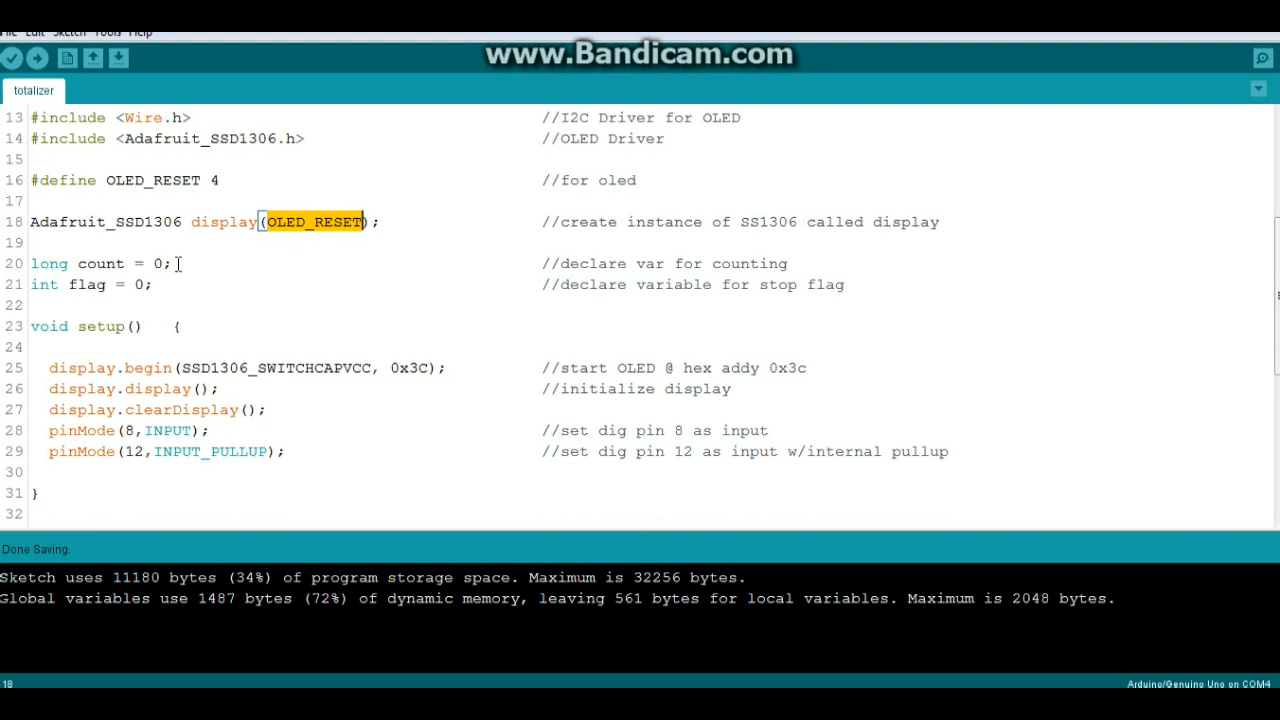 File Edit Sketch Tools Help
www.Bandicam.com
totalizer
13 #include <Wire.h> //I2C Driver for OLED
14 #include <Adafruit_SSD1306.h> //OLED Driver
15
16 #define OLED_RESET 4 //for oled
17
18 Adafruit_SSD1306 display(OLED_RESET); //create instance of SS1306 called display
19
20 long count = 0; //declare var for counting
21 int flag = 0; //declare variable for stop flag
22
23 void setup() {
24
25 display.begin(SSD1306_SWITCHCAPVCC, 0x3C); //start OLED @ hex addy 0x3c
26 display.display(); //initialize display
27 display.clearDisplay();
28 pinMode(8,INPUT); //set dig pin 8 as input
29 pinMode(12,INPUT_PULLUP); //set dig pin 12 as input w/internal pullup
30
31 }
32
Done Saving.
Sketch uses 11180 bytes (34%) of program storage space. Maximum is 32256 bytes.
Global variables use 1487 bytes (72%) of dynamic memory, leaving 561 bytes for local variables. Maximum is 2048 bytes.
18 Arduino/Genuino Uno on COM4